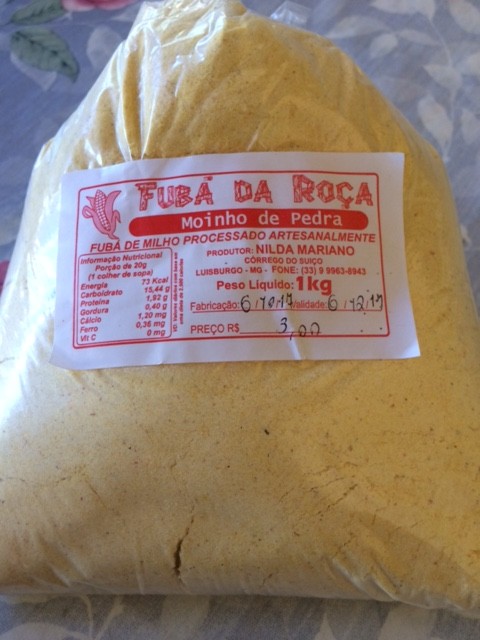 FUBÁ DA ROÇA
Moinho de Pedra
FUBÁ DE MILHO PROCESSADO ARTESANALMENTE
Informação Nutricional
Porção de 20g
(1 colher de sopa)
Energia 73 Kcal
Carboidrato 15,44 g
Proteína 1,92 g
Gordura 0,40 g
Cálcio 1,20 mg
Ferro 0,36 mg
Vit C 0 mg
PRODUTOR: NILDA MARIANO
CÓRREGO DO SUIÇO
LUISBURGO - MG - FONE: (33) 9 9963-8943
Peso Líquido: 1kg
Fabricação: 6/10/17 Validade: 6/12/17
PREÇO R$ 3,00